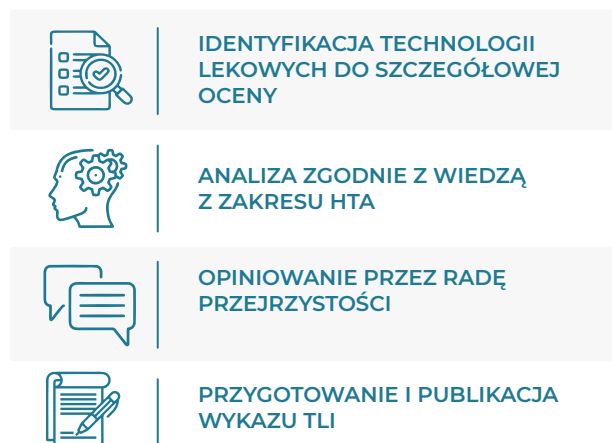 IDENTYFIKACJA TECHNOLOGII
LEKOWYCH DO SZCZEGÓŁOWEJ
OCENY
ANALIZA ZGODNIE Z WIEDZĄ
Z ZAKRESU HTA
OPINIOWANIE PRZEZ RADĘ
PRZEJRZYSTOŚCI
PRZYGOTOWANIE I PUBLIKACJA
WYKAZU TLI